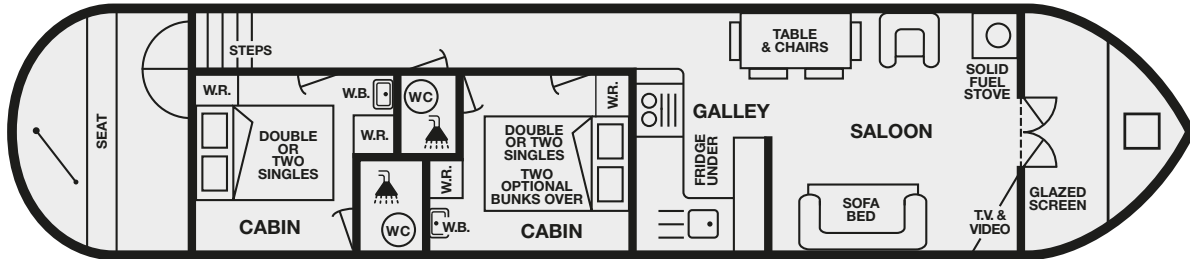 SEAT
STEPS
W.R.
DOUBLE
OR TWO
SINGLES
CABIN
W.B.
W.R.
WC
WC
W.R.
W.B.
DOUBLE
OR TWO
SINGLES
TWO
OPTIONAL
BUNKS OVER
W.R.
CABIN
GALLEY
FRIDGE
UNDER
TABLE
& CHAIRS
SALOON
SOFA
BED
SOLID
FUEL
STOVE
T.V. &
VIDEO
GLAZED
SCREEN